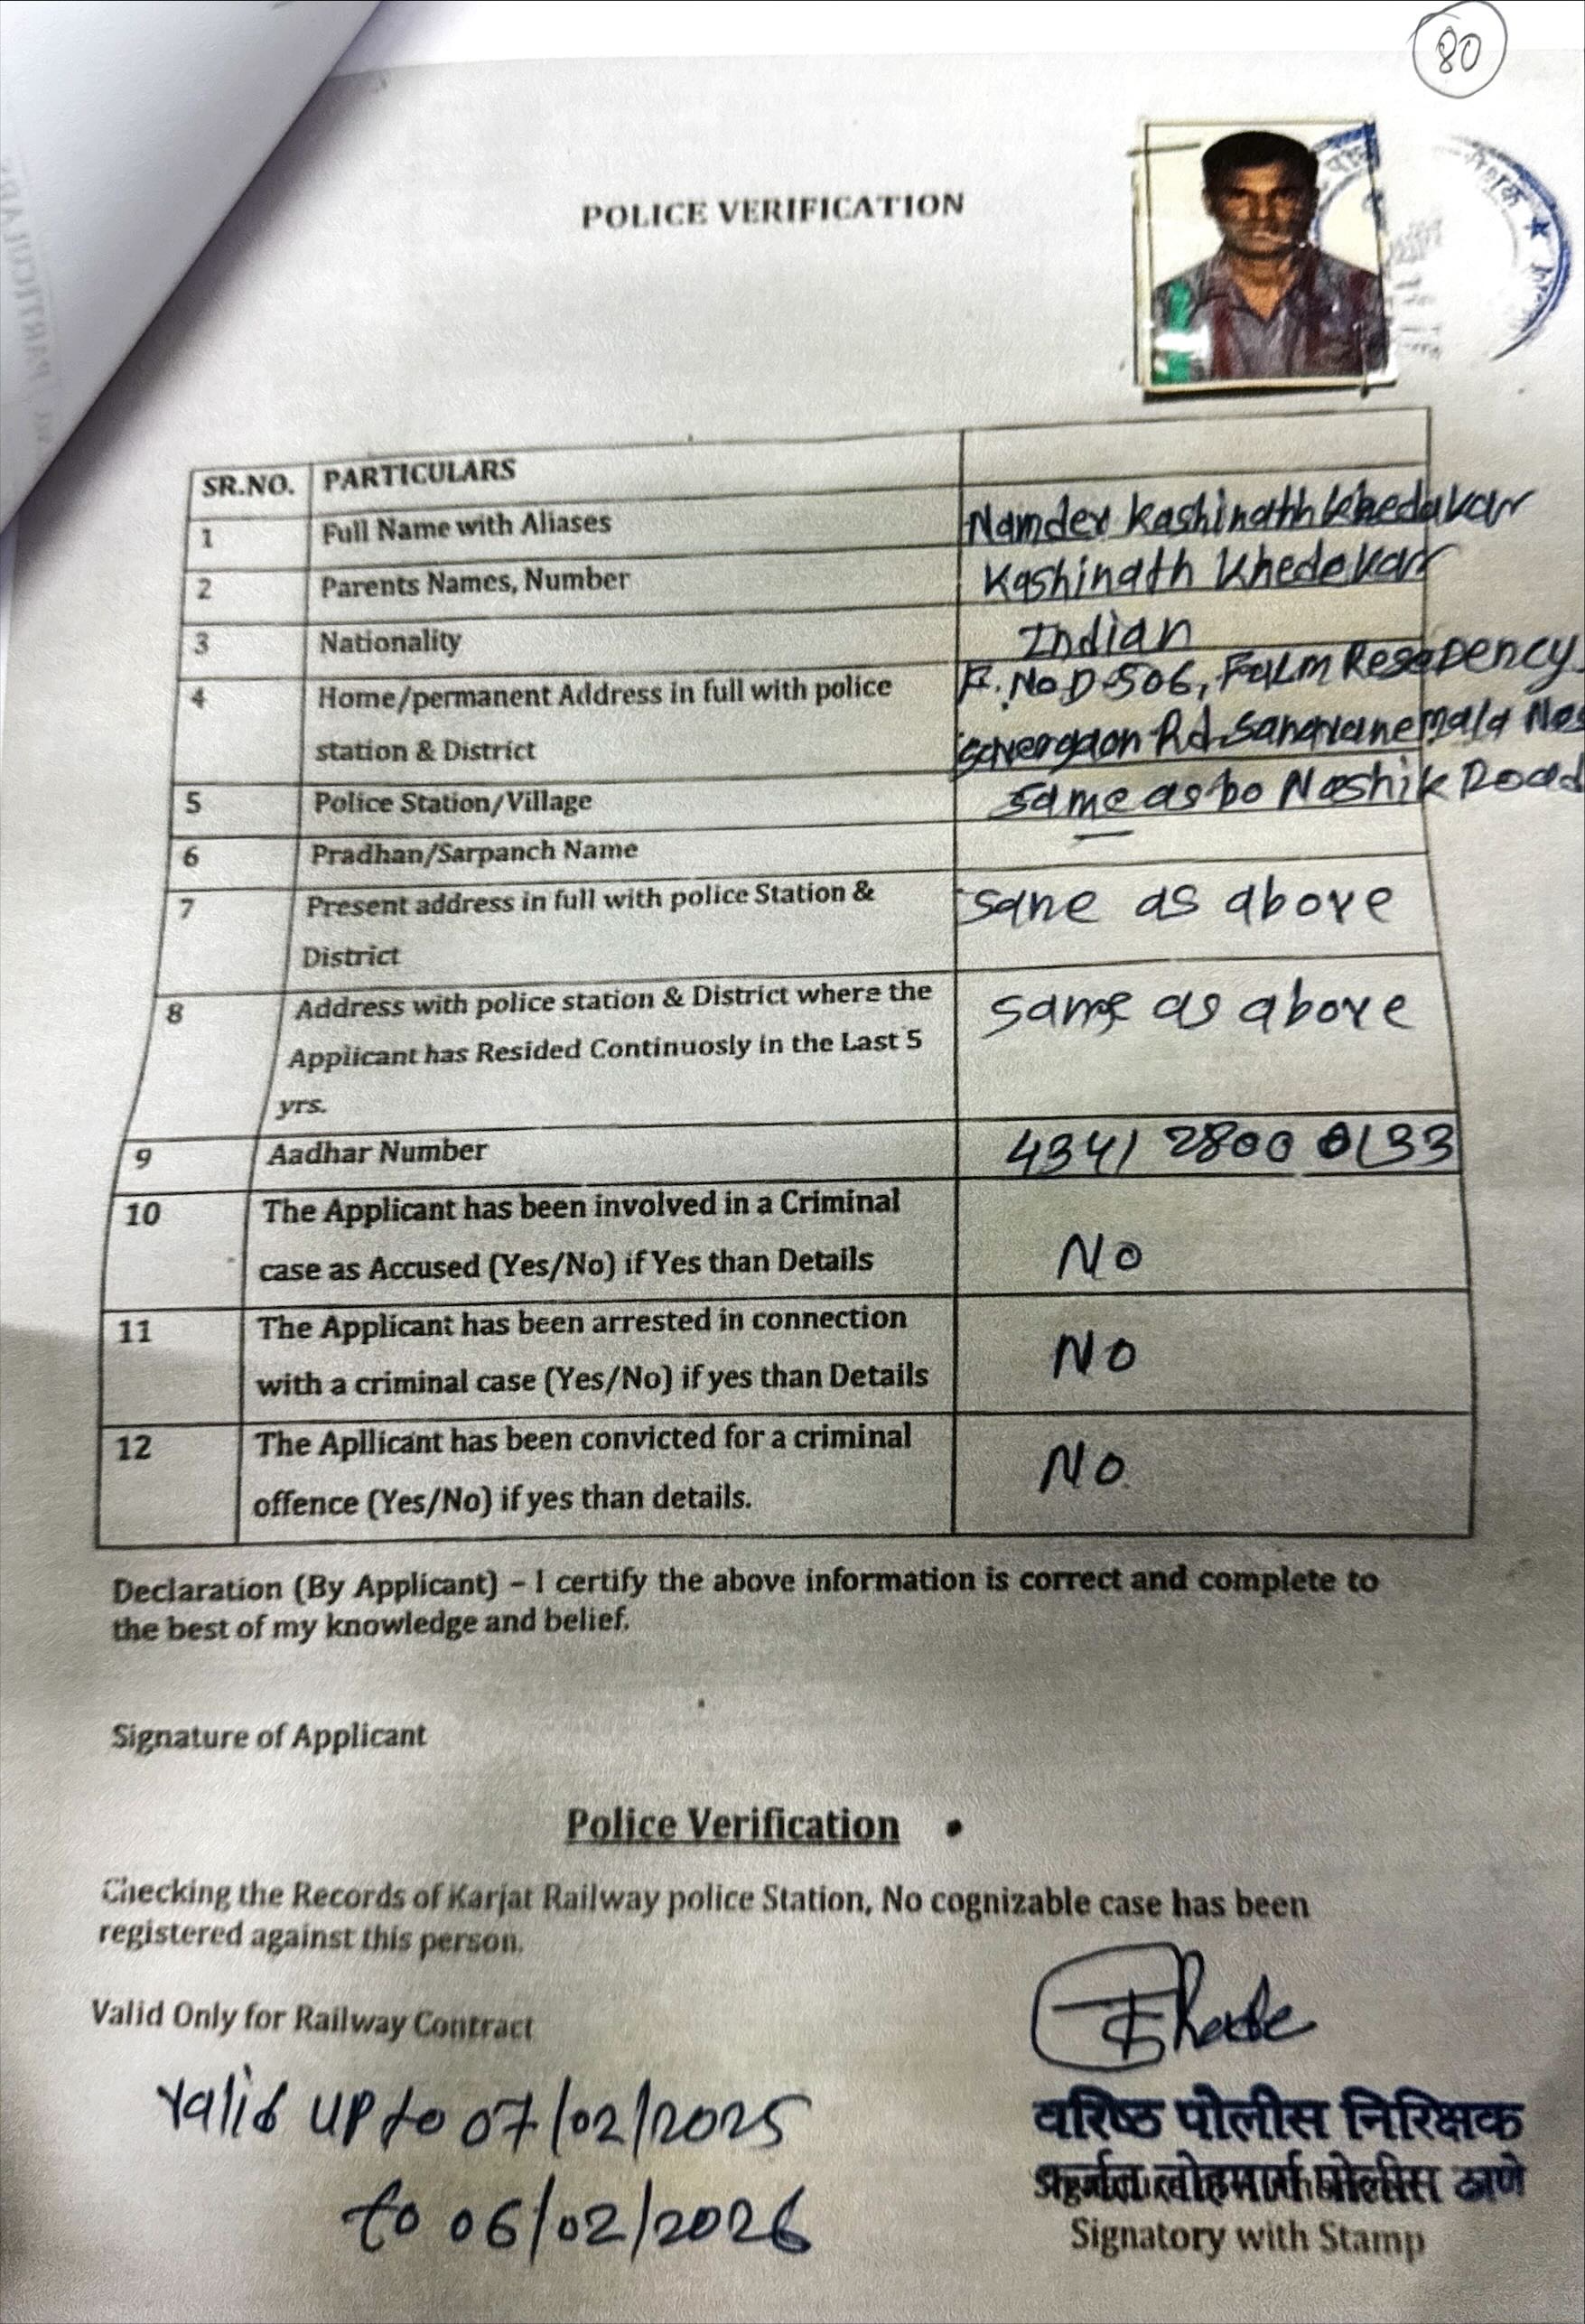 80
POLICE VERIFICATION
SR.NO. PARTICULARS
1 Full Name with Aliases Namdev Kashinath Khedakar
2 Parents Names, Number Kashinath Khedekar
3 Nationality Indian
4 Home/permanent Address in full with police F. No D-506, Palm Resedency
station & District Savergaon Rd. Sanavane mala Nas
5 Police Station/Village same as Nashik Road
6 Pradhan/Sarpanch Name
7 Present address in full with police Station & sane as above
District
8 Address with police station & District where the same as above
Applicant has Resided Continuosly in the Last 5
yrs.
9 Aadhar Number 4341 2800 0133
10 The Applicant has been involved in a Criminal
case as Accused (Yes/No) if Yes than Details No
11 The Applicant has been arrested in connection
with a criminal case (Yes/No) if yes than Details No
12 The Apllicant has been convicted for a criminal
offence (Yes/No) if yes than details. No
Declaration (By Applicant) – I certify the above information is correct and complete to
the best of my knowledge and belief.
Signature of Applicant
Police Verification
Checking the Records of Karjat Railway police Station, No cognizable case has been
registered against this person.
Valid Only for Railway Contract
valid up to 07/02/2025
to 06/02/2026
वरिष्ठ पोलीस निरिक्षक
कर्जत लोहमार्ग पोलीस ठाणे
Signatory with Stamp